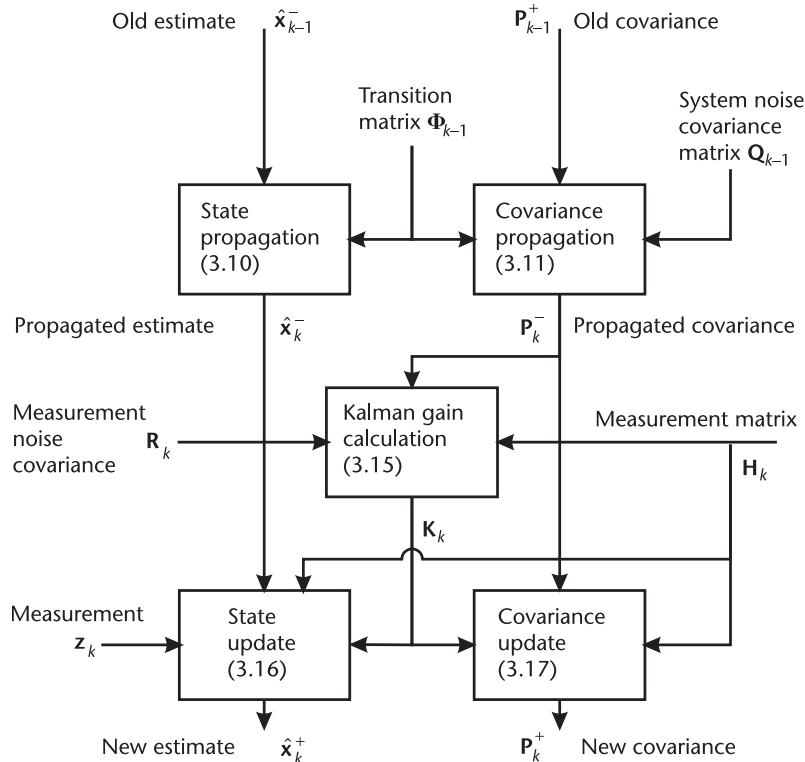 Old estimate x̂⁻ₖ₋₁
P⁺ₖ₋₁ Old covariance
Transition
matrix Φₖ₋₁
System noise
covariance
matrix Qₖ₋₁
State
propagation
(3.10)
Covariance
propagation
(3.11)
Propagated estimate x̂⁻ₖ
P⁻ₖ Propagated covariance
Measurement
noise
covariance
Rₖ
Kalman gain
calculation
(3.15)
Measurement matrix
Hₖ
Kₖ
Measurement
zₖ
State
update
(3.16)
Covariance
update
(3.17)
New estimate x̂⁺ₖ
P⁺ₖ New covariance